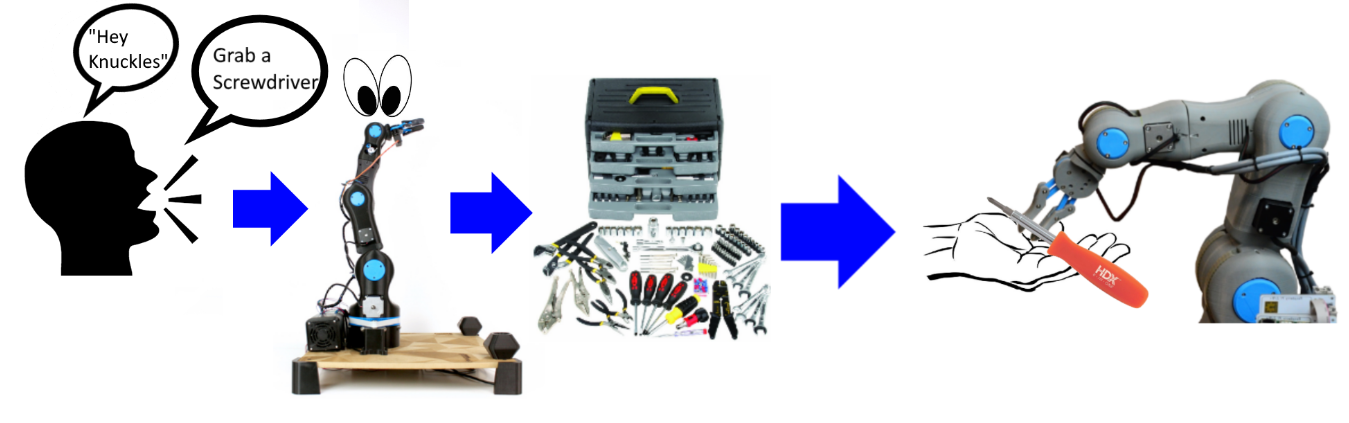 "Hey
Knuckles"
Grab a
Screwdriver
HDX